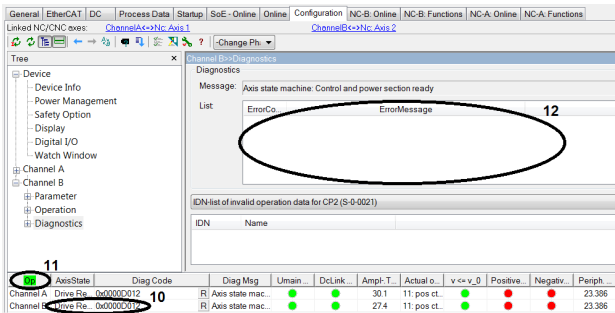 General EtherCAT DC Process Data Startup SoE - Online Online Configuration NC-B: Online NC-B: Functions NC-A: Online NC-A: Functions
Linked NC/CNC axes: ChannelA<=>Nc: Axis 1 ChannelB<=>Nc: Axis 2
? -Change Ph:
Tree × Channel B>>Diagnostics
Diagnostics
Device
Message: Axis state machine: Control and power section ready
Device Info
Power Management
List: ErrorCo... ErrorMessage 12
Safety Option
Display
Digital I/O
Watch Window
Channel A
Channel B
Parameter
IDN-list of invalid operation data for CP2 (S-0-0021)
Operation
Diagnostics
IDN Name
11
Op AxisState Diag Code Diag Msg Umain... DcLink... Ampl-.T... Actual o... v <=> _0 Positive... Negativ... Periph....
Channel A Drive Re... 0x0000D012 10 R Axis state mac... 30.1 11: pos ct... 23.386
Channel B Drive Re... 0x0000D012 R Axis state mac... 27.4 11: pos ct... 23.386